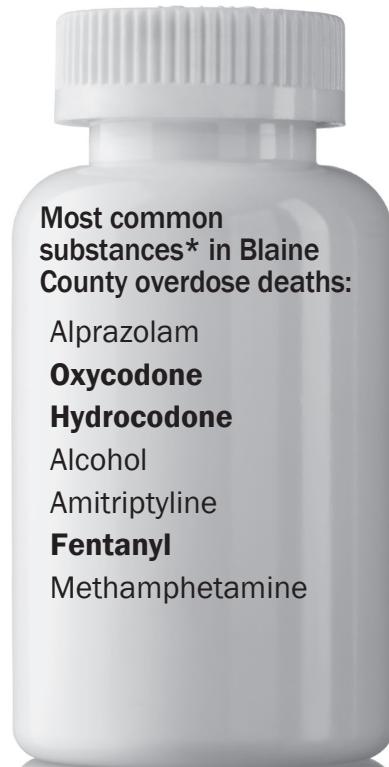 Most common
substances* in Blaine
County overdose deaths:
Alprazolam
Oxycodone
Hydrocodone
Alcohol
Amitriptyline
Fentanyl
Methamphetamine